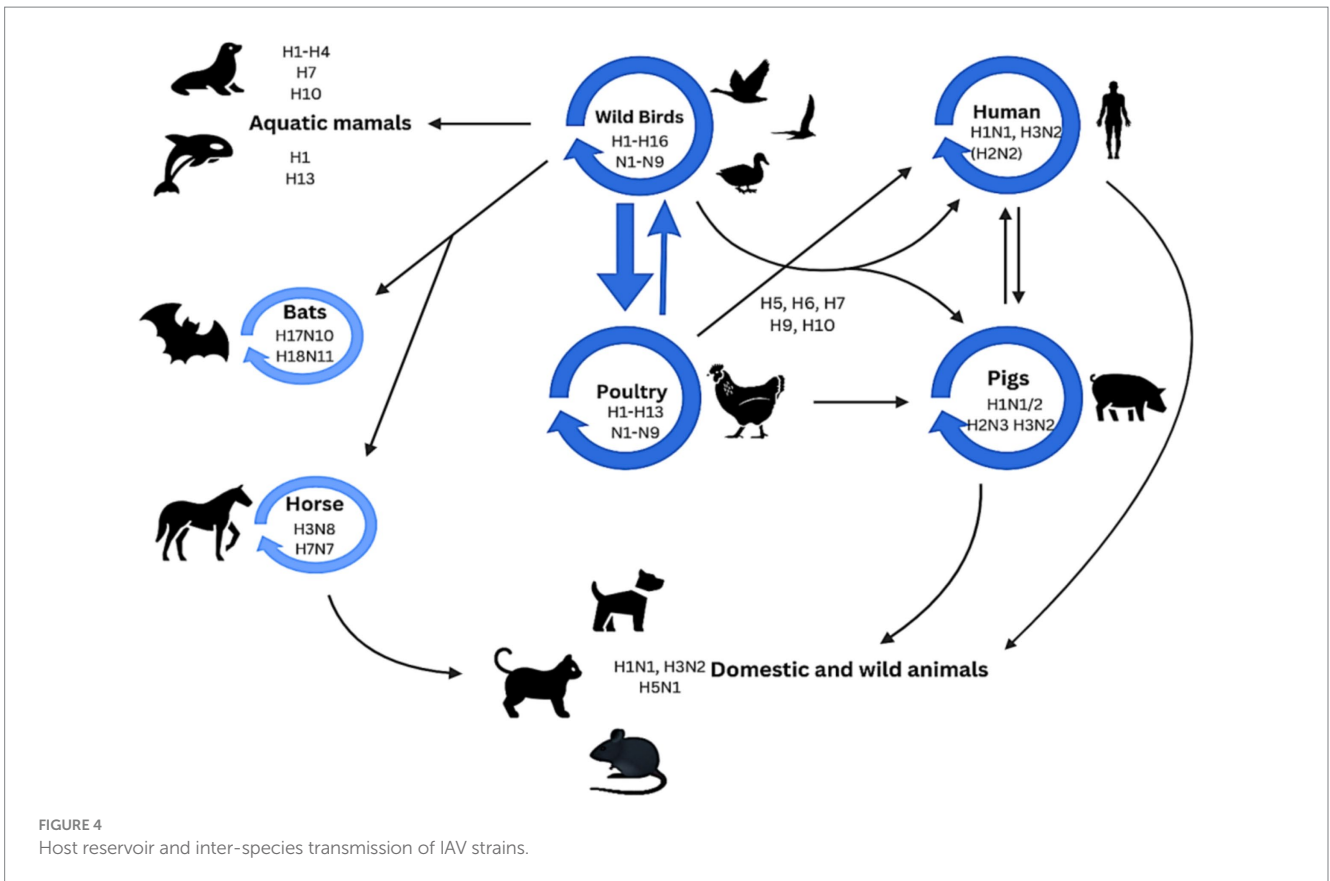 H1-H4
H7
H10
Aquatic mamals
H1
H13
Wild Birds
H1-H16
N1-N9
Human
H1N1, H3N2
(H2N2)
Bats
H17N10
H18N11
H5, H6, H7
H9, H10
Poultry
H1-H13
N1-N9
Pigs
H1N1/2
H2N3 H3N2
Horse
H3N8
H7N7
H1N1, H3N2 Domestic and wild animals
H5N1
FIGURE 4
Host reservoir and inter-species transmission of IAV strains.